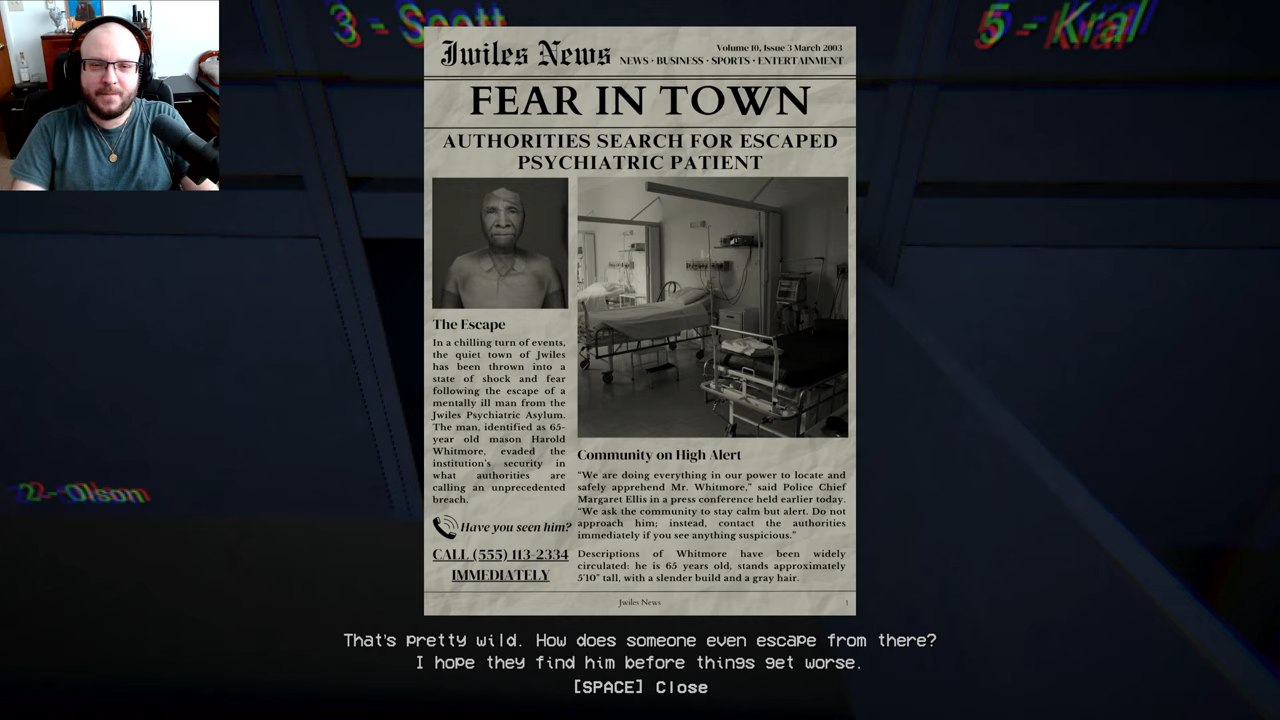 3 - Scott
5 - Kral
Jwiles News
Volume 10, Issue 3 March 2003
NEWS • BUSINESS • SPORTS • ENTERTAINMENT
FEAR IN TOWN
AUTHORITIES SEARCH FOR ESCAPED
PSYCHIATRIC PATIENT
The Escape
In a chilling turn of events,
the quiet town of Jwiles
has been thrown into a
state of shock and fear
following the escape of a
mentally ill man from the
Jwiles Psychiatric Asylum.
The man, identified as 65-
year old mason Harold
Whitmore, evaded the
institution's security in
what authorities are
calling an unprecedented
breach.
Have you seen him?
CALL (555) 113-2334
IMMEDIATELY
Community on High Alert
"We are doing everything in our power to locate and
safely apprehend Mr. Whitmore," said Police Chief
Margaret Ellis in a press conference held earlier today.
"We ask the community to stay calm but alert. Do not
approach him; instead, contact the authorities
immediately if you see anything suspicious."
Descriptions of Whitmore have been widely
circulated: he is 65 years old, stands approximately
5'10" tall, with a slender build and a gray hair.
Jwiles News
1
2 - Olson
That's pretty wild. How does someone even escape from there?
I hope they find him before things get worse.
[SPACE] Close